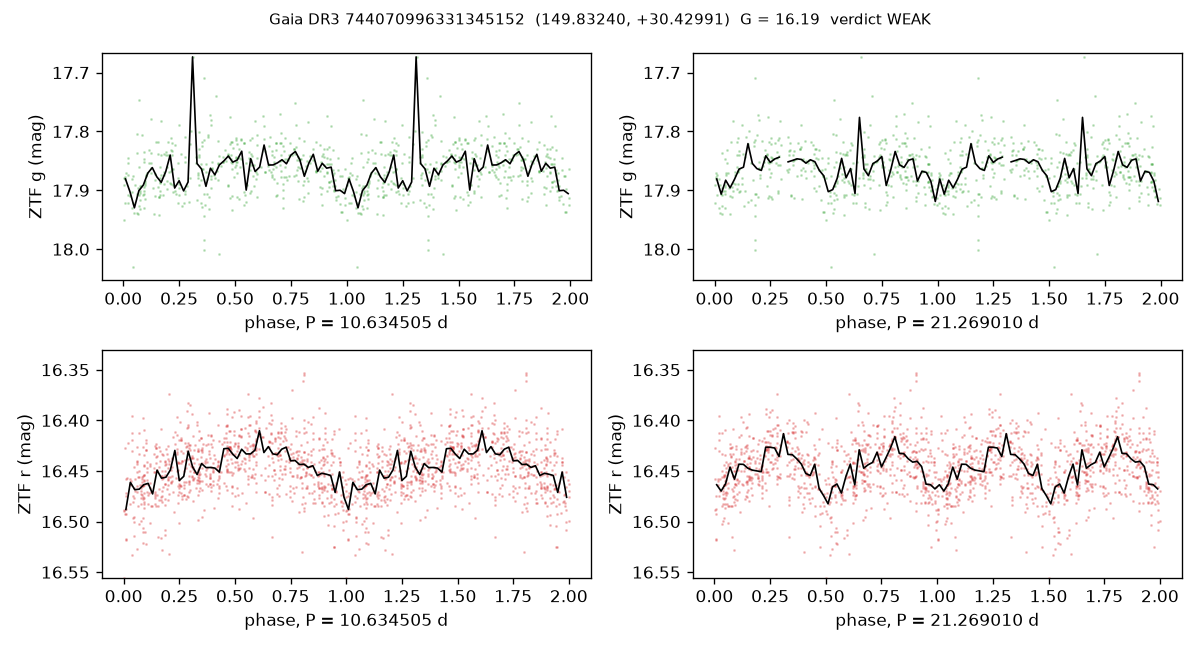 Gaia DR3 744070996331345152 (149.83240, +30.42991) G = 16.19 verdict WEAK
ZTF g (mag)
17.7
17.8
17.9
18.0
0.00 0.25 0.50 0.75 1.00 1.25 1.50 1.75 2.00
phase, P = 10.634505 d
ZTF g (mag)
17.7
17.8
17.9
18.0
0.00 0.25 0.50 0.75 1.00 1.25 1.50 1.75 2.00
phase, P = 21.269010 d
ZTF r (mag)
16.35
16.40
16.45
16.50
16.55
0.00 0.25 0.50 0.75 1.00 1.25 1.50 1.75 2.00
phase, P = 10.634505 d
ZTF r (mag)
16.35
16.40
16.45
16.50
16.55
0.00 0.25 0.50 0.75 1.00 1.25 1.50 1.75 2.00
phase, P = 21.269010 d